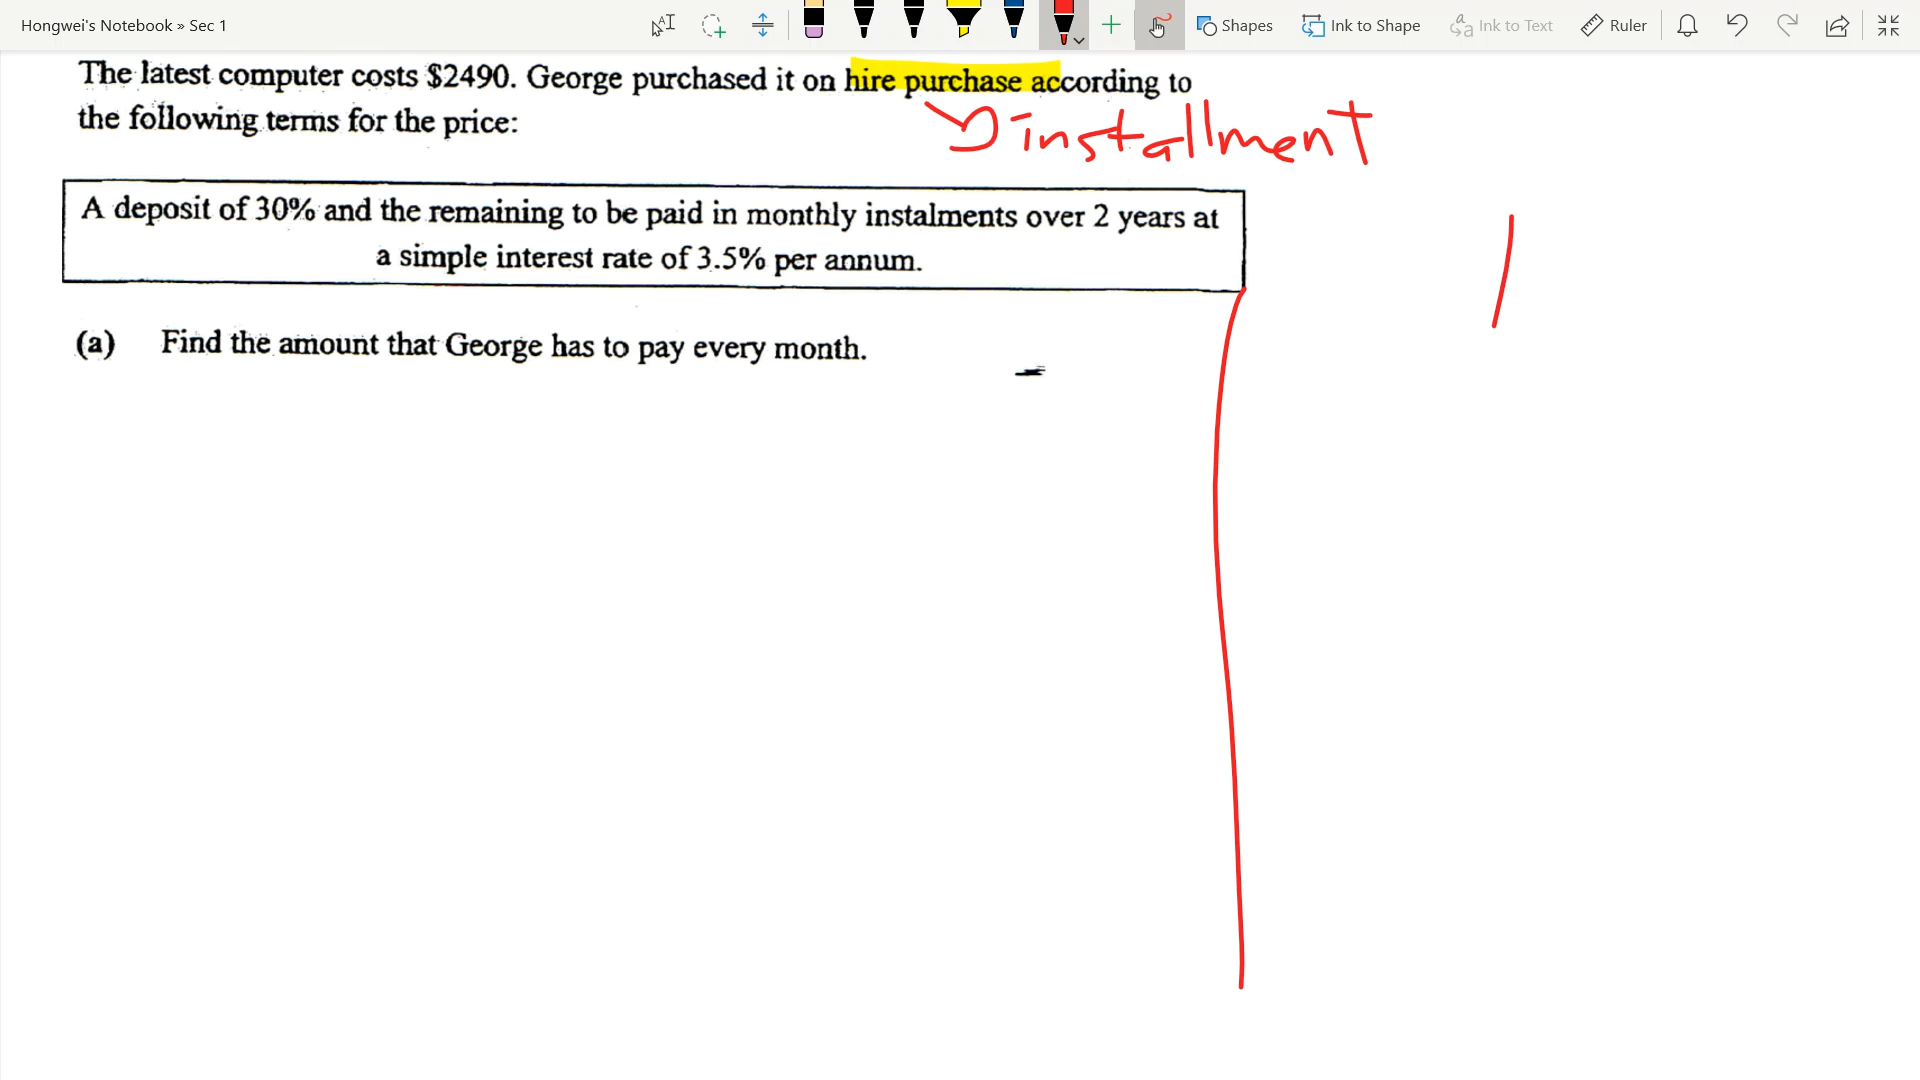 Hongwei's Notebook » Sec 1
Shapes
Ink to Shape
Ink to Text
Ruler
The latest computer costs $2490. George purchased it on hire purchase according to
the following terms for the price:
installment
A deposit of 30% and the remaining to be paid in monthly instalments over 2 years at
a simple interest rate of 3.5% per annum.
(a) Find the amount that George has to pay every month.